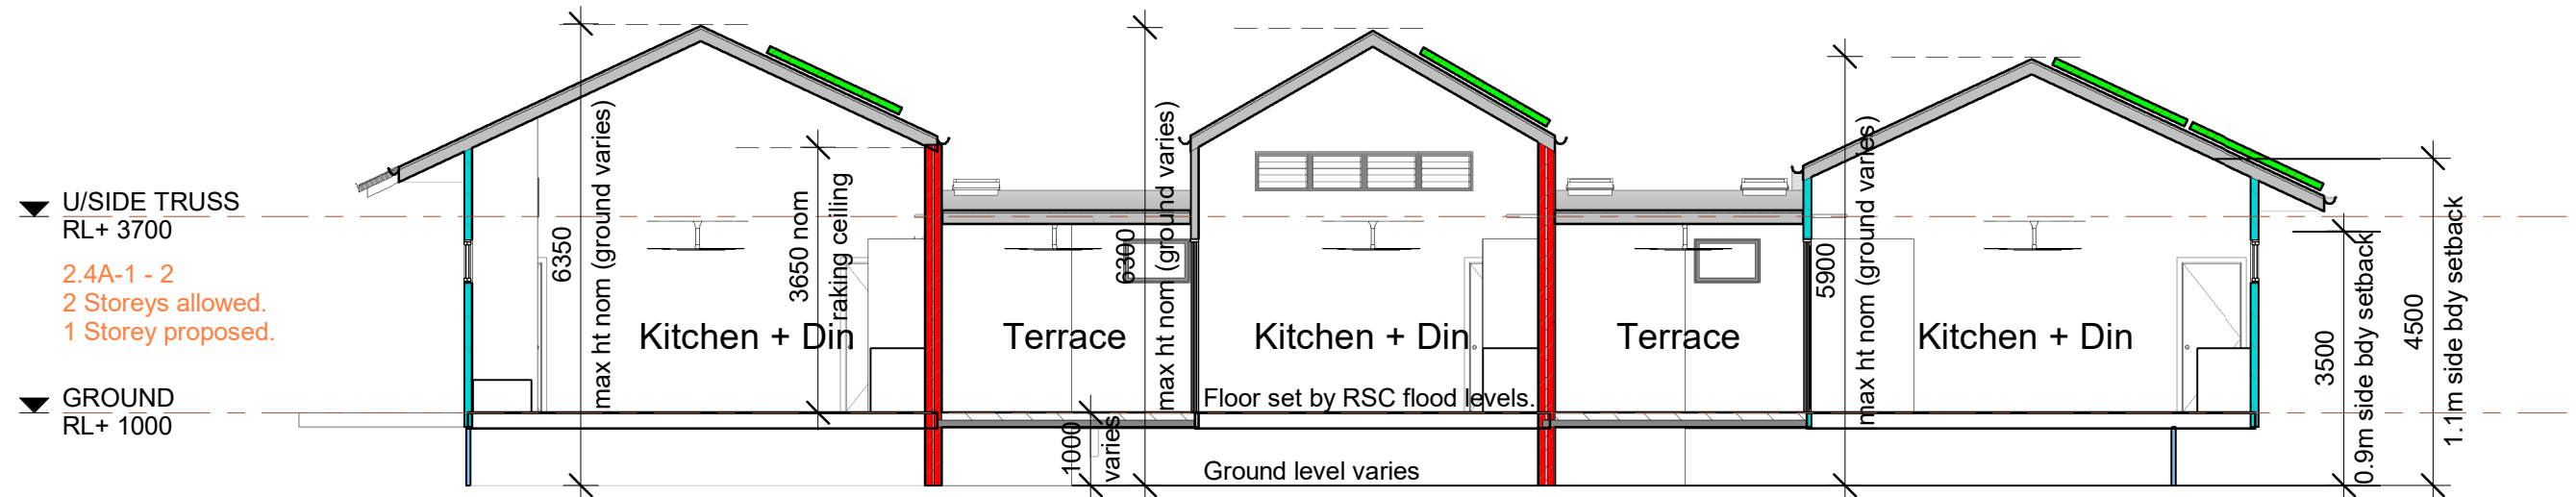 U/SIDE TRUSS
RL+ 3700
2.4A-1 - 2
2 Storeys allowed.
1 Storey proposed.
GROUND
RL+ 1000
6350
max ht nom (ground varies)
3650 nom
raking ceiling
Kitchen + Din
Terrace
1000
varies
6300
max ht nom (ground varies)
Kitchen + Din
Floor set by RSC flood levels.
Ground level varies
Terrace
5900
max ht nom (ground varies)
Kitchen + Din
3500
0.9m side bdy setback
4500
1.1m side bdy setback